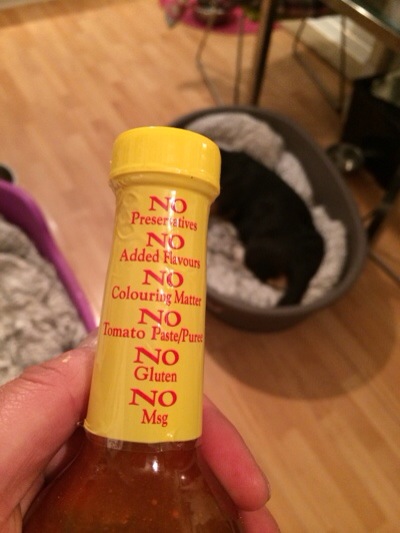 NO
Preservatives
NO
Added Flavours
NO
Colouring Matter
NO
Tomato Paste/Puree
NO
Gluten
NO
Msg